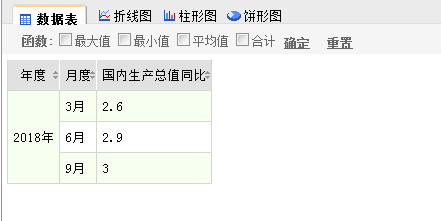 数据表 折线图 柱形图 饼形图
函数: 最大值 最小值 平均值 合计 确定 重置
年度 月度 国内生产总值同比
3月 2.6
2018年 6月 2.9
9月 3